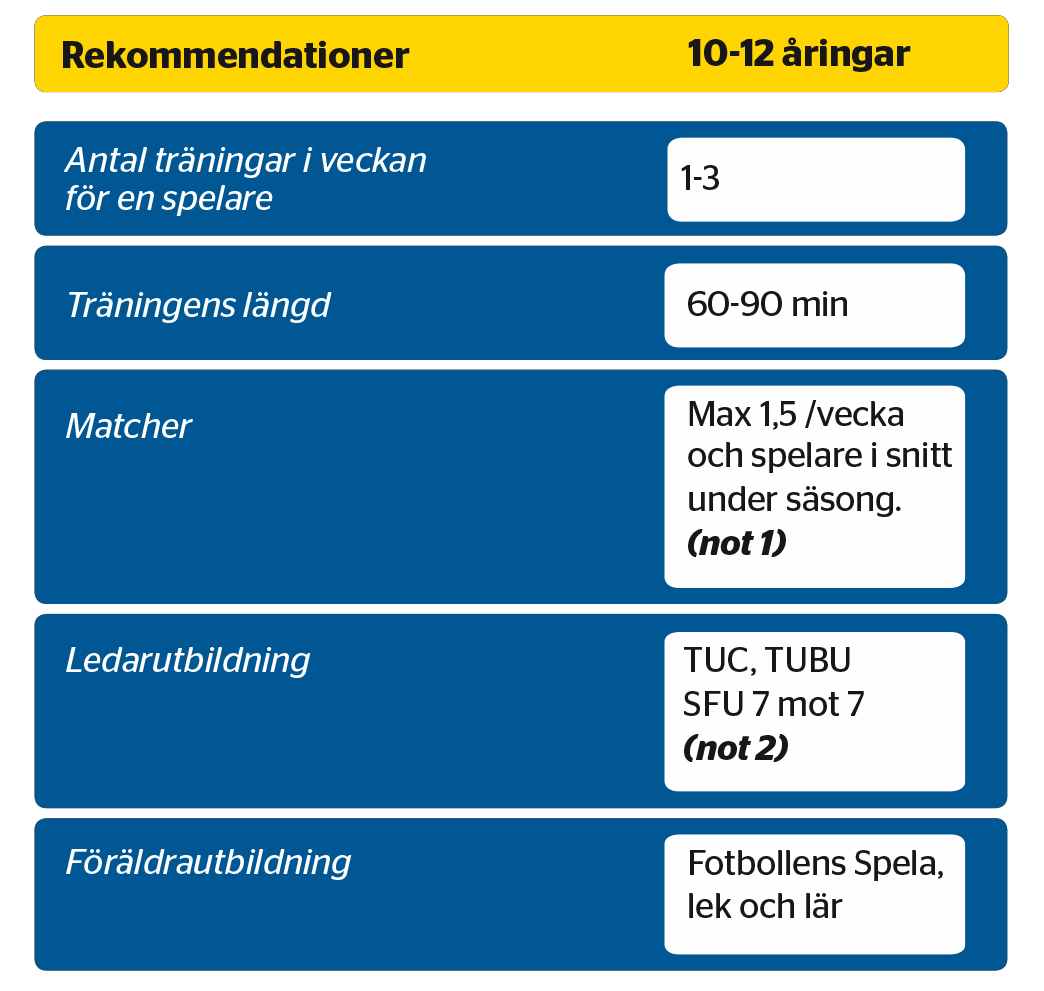 Rekommendationer
10-12 åringar
Antal träningar i veckan
för en spelare
1-3
Träningens längd
60-90 min
Matcher
Max 1,5 /vecka
och spelare i snitt
under säsong.
(not 1)
Ledarutbildning
TUC, TUBU
SFU 7 mot 7
(not 2)
Föräldrautbildning
Fotbollens Spela,
lek och lär